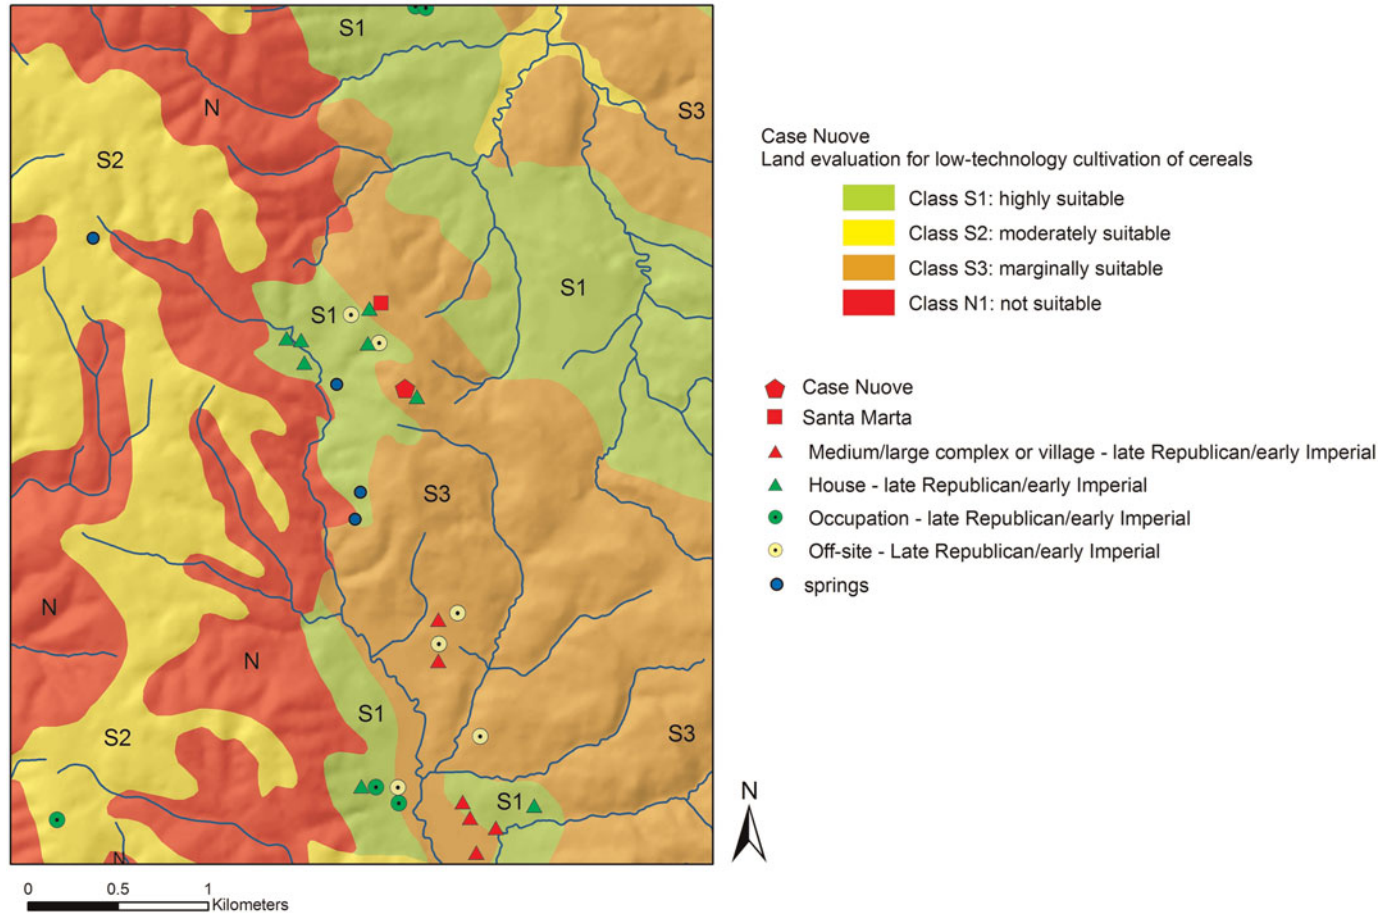 S1
N
S3
S2
S1
S1
S3
N
N
S1
S2
S3
S1
N
0 0.5 1
Kilometers
N
Case Nuove
Land evaluation for low-technology cultivation of cereals
Class S1: highly suitable
Class S2: moderately suitable
Class S3: marginally suitable
Class N1: not suitable
Case Nuove
Santa Marta
Medium/large complex or village - late Republican/early Imperial
House - late Republican/early Imperial
Occupation - late Republican/early Imperial
Off-site - Late Republican/early Imperial
springs